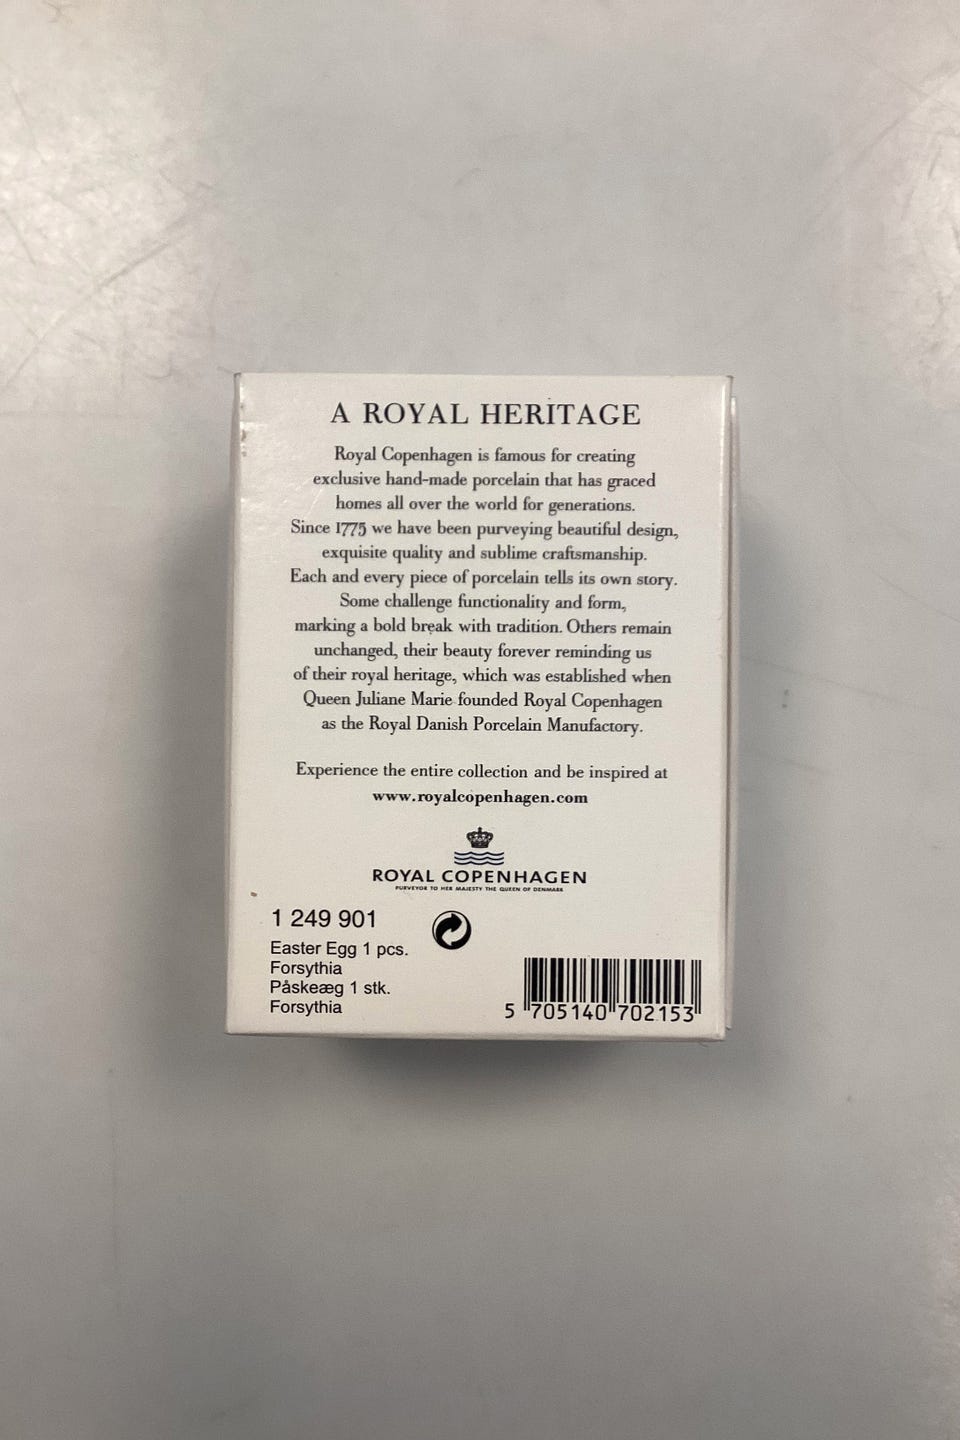 A ROYAL HERITAGE
Royal Copenhagen is famous for creating
exclusive hand-made porcelain that has graced
homes all over the world for generations.
Since 1775 we have been purveying beautiful design,
exquisite quality and sublime craftsmanship.
Each and every piece of porcelain tells its own story.
Some challenge functionality and form,
marking a bold break with tradition. Others remain
unchanged, their beauty forever reminding us
of their royal heritage, which was established when
Queen Juliane Marie founded Royal Copenhagen
as the Royal Danish Porcelain Manufactory.
Experience the entire collection and be inspired at
www.royalcopenhagen.com
ROYAL COPENHAGEN
PURVEYOR TO HER MAJESTY THE QUEEN OF DENMARK
1 249 901
Easter Egg 1 pcs.
Forsythia
Påskeæg 1 stk.
Forsythia
5 705140 702153